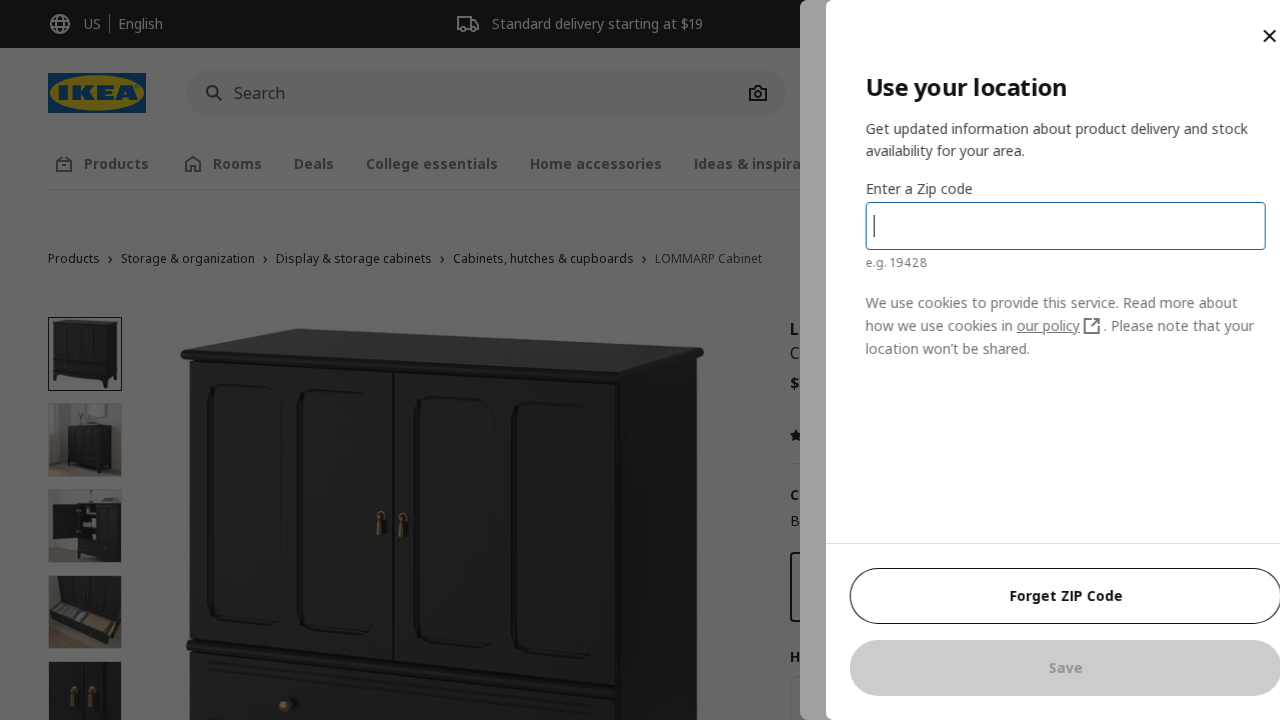 US English
Standard delivery starting at $19
IKEA
Search
Products
Rooms
Deals
College essentials
Home accessories
Ideas & inspira
Products › Storage & organization › Display & storage cabinets › Cabinets, hutches & cupboards › LOMMARP Cabinet
L
C
$
C
B
H
Use your location
Get updated information about product delivery and stock
availability for your area.
Enter a Zip code
e.g. 19428
We use cookies to provide this service. Read more about
how we use cookies in our policy . Please note that your
location won’t be shared.
Forget ZIP Code
Save